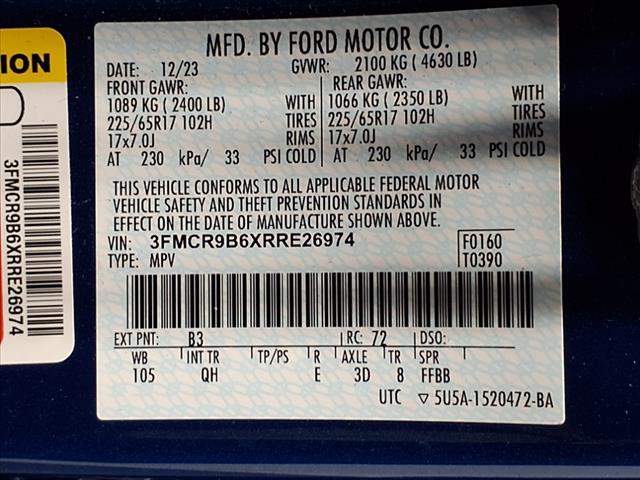 TION
3FMCR9B6XRRE26974
MFD. BY FORD MOTOR CO.
DATE: 12/23 GVWR: 2100 KG ( 4630 LB)
FRONT GAWR: REAR GAWR:
1089 KG ( 2400 LB) WITH 1066 KG ( 2350 LB) WITH
225/65R17 102H TIRES 225/65R17 102H TIRES
17x7.0J RIMS 17x7.0J RIMS
AT 230 kPa/ 33 PSI COLD AT 230 kPa/ 33 PSI COLD
THIS VEHICLE CONFORMS TO ALL APPLICABLE FEDERAL MOTOR
VEHICLE SAFETY AND THEFT PREVENTION STANDARDS IN
EFFECT ON THE DATE OF MANUFACTURE SHOWN ABOVE.
VIN: 3FMCR9B6XRRE26974 F0160
TYPE: MPV T0390
EXT PNT: B3 RC: 72 DSO:
WB INT TR TP/PS R AXLE TR SPR
105 QH E 3D 8 FFBB
UTC ▽ 5U5A-1520472-BA